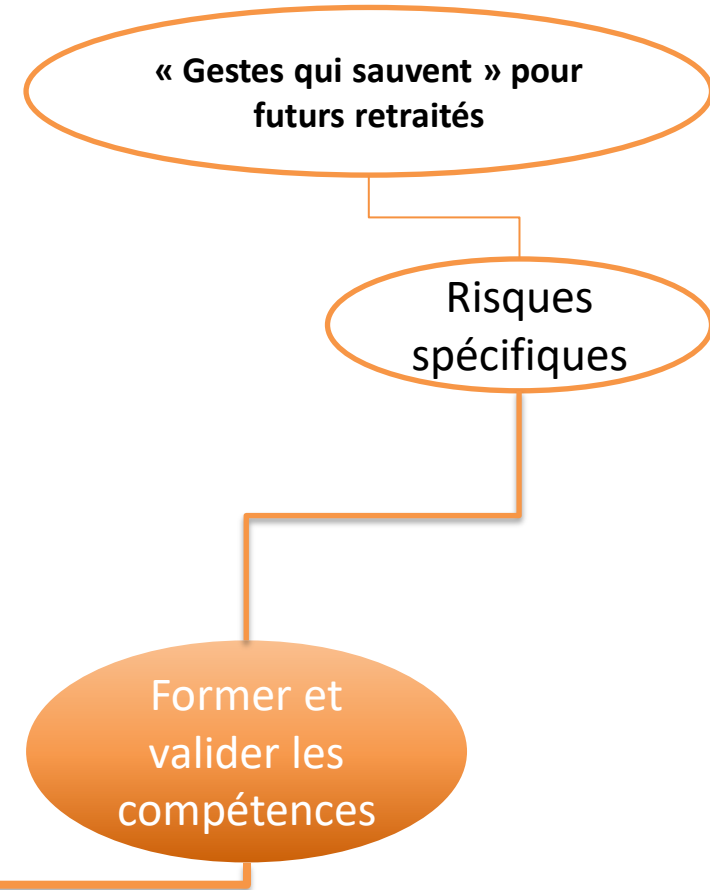 « Gestes qui sauvent » pour
futurs retraités
Risques
spécifiques
Former et
valider les
compétences